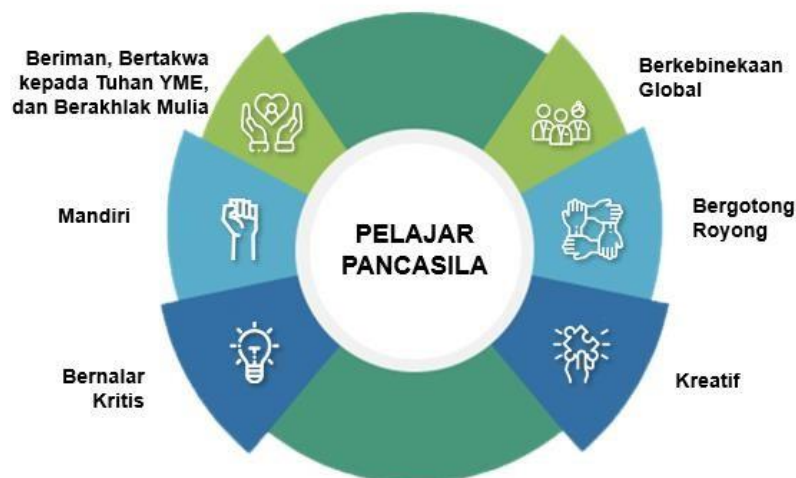 Beriman, Bertakwa
kepada Tuhan YME,
dan Berakhlak Mulia
Berkebinekaan
Global
Mandiri
PELAJAR
PANCASILA
Bergotong
Royong
Bernalar
Kritis
Kreatif